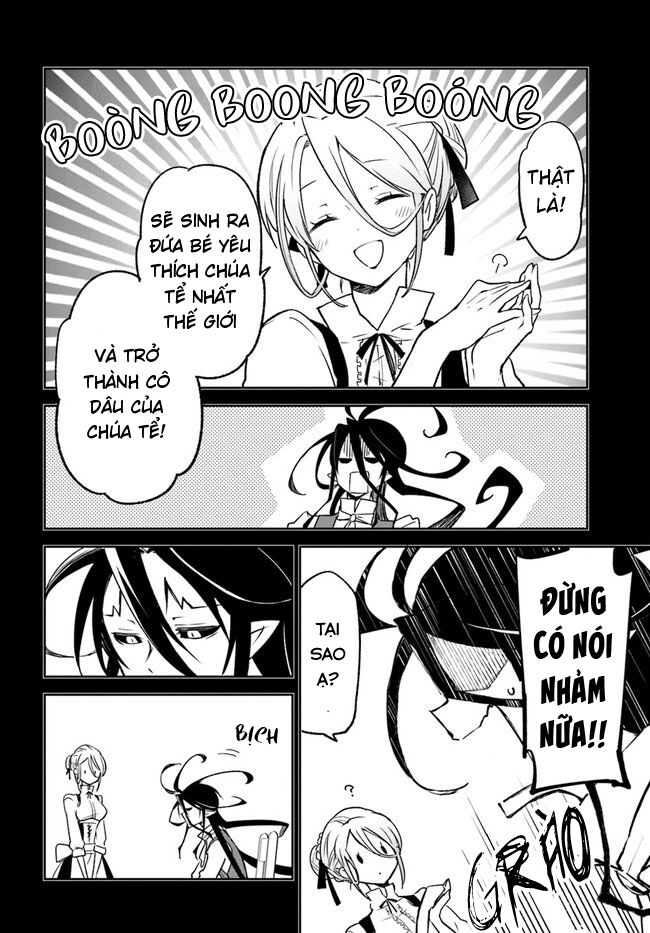 BOÒNG BOONG BOÓNG
THẬT
LÀ!
SẼ SINH RA
ĐỨA BÉ YÊU
THÍCH CHÚA
TỂ NHẤT
THẾ GIỚI
VÀ TRỞ
THÀNH CÔ
DÂU CỦA
CHÚA TỂ!
?
ĐỪNG
CÓ NÓI
NHẢM
NỮA!!
TẠI
SAO
Ạ?
?
GRÀO
BỊCH